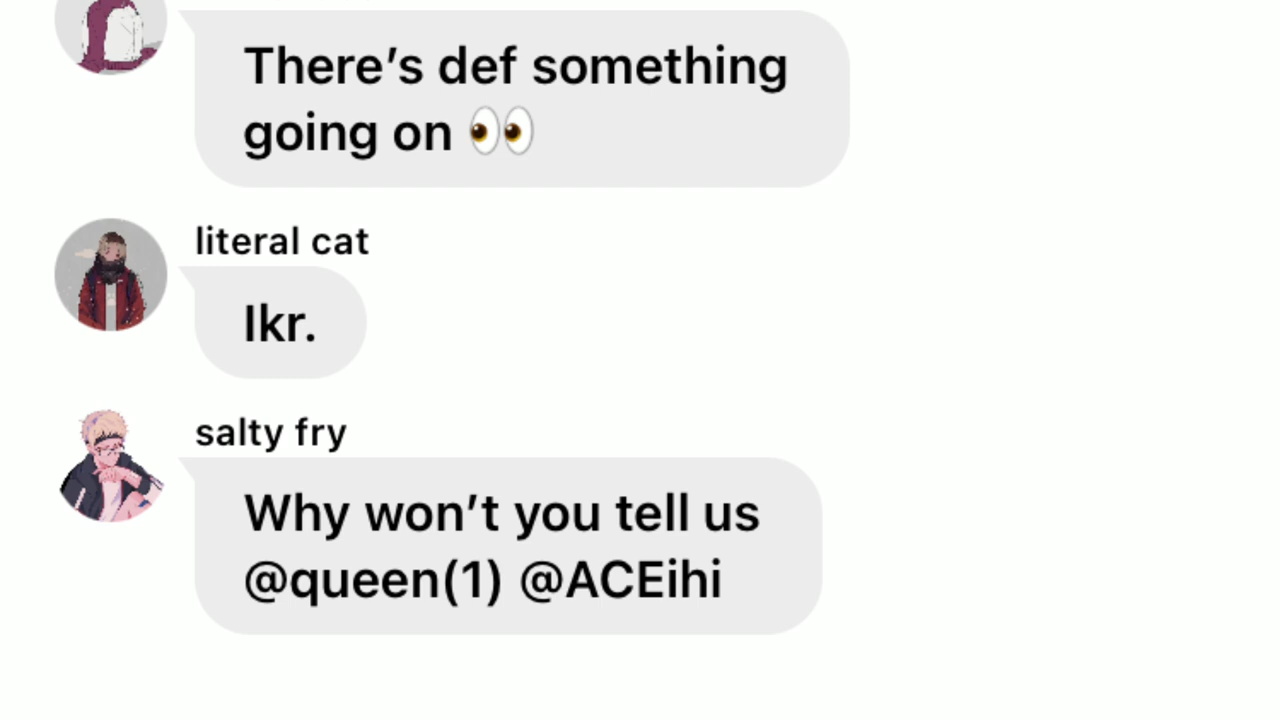 There’s def something
going on 👀
literal cat
Ikr.
salty fry
Why won’t you tell us
@queen(1) @ACEihi